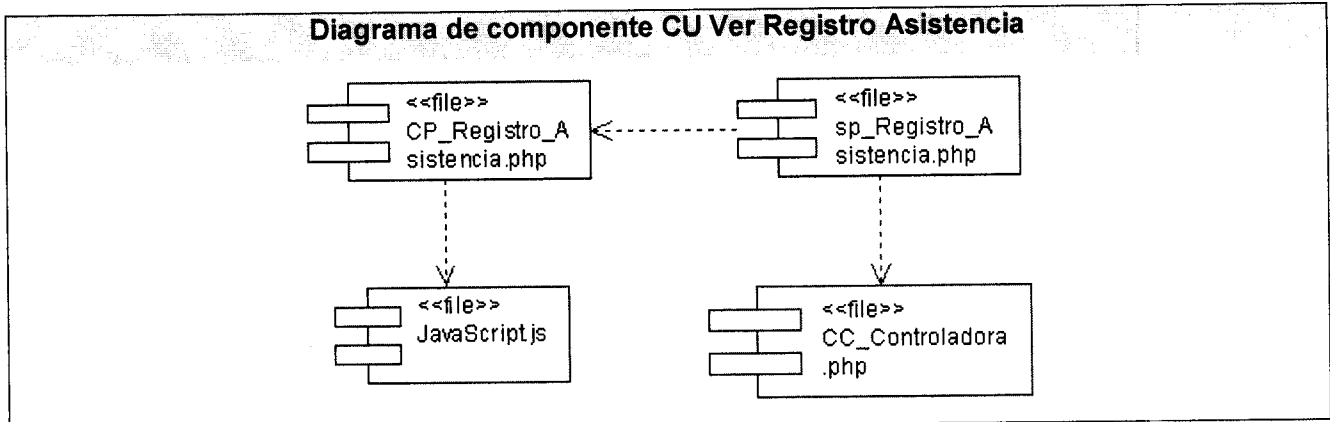 Diagrama de componente CU Ver Registro Asistencia
<<file>>
CP_Registro_A
sistencia.php
<<file>>
sp_Registro_A
sistencia.php
<<file>>
JavaScript.js
<<file>>
CC_Controladora
.php